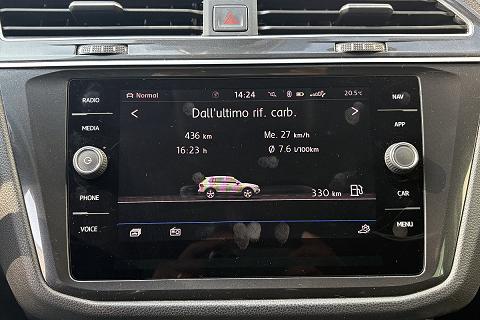 RADIO
MEDIA
PHONE
VOICE
Normal
14:24
20.5°c
Dall'ultimo rif. carb.
436 km
Me. 27 km/h
16:23 h
Ø 7.6 l/100km
330 km
NAV
APP
CAR
MENU